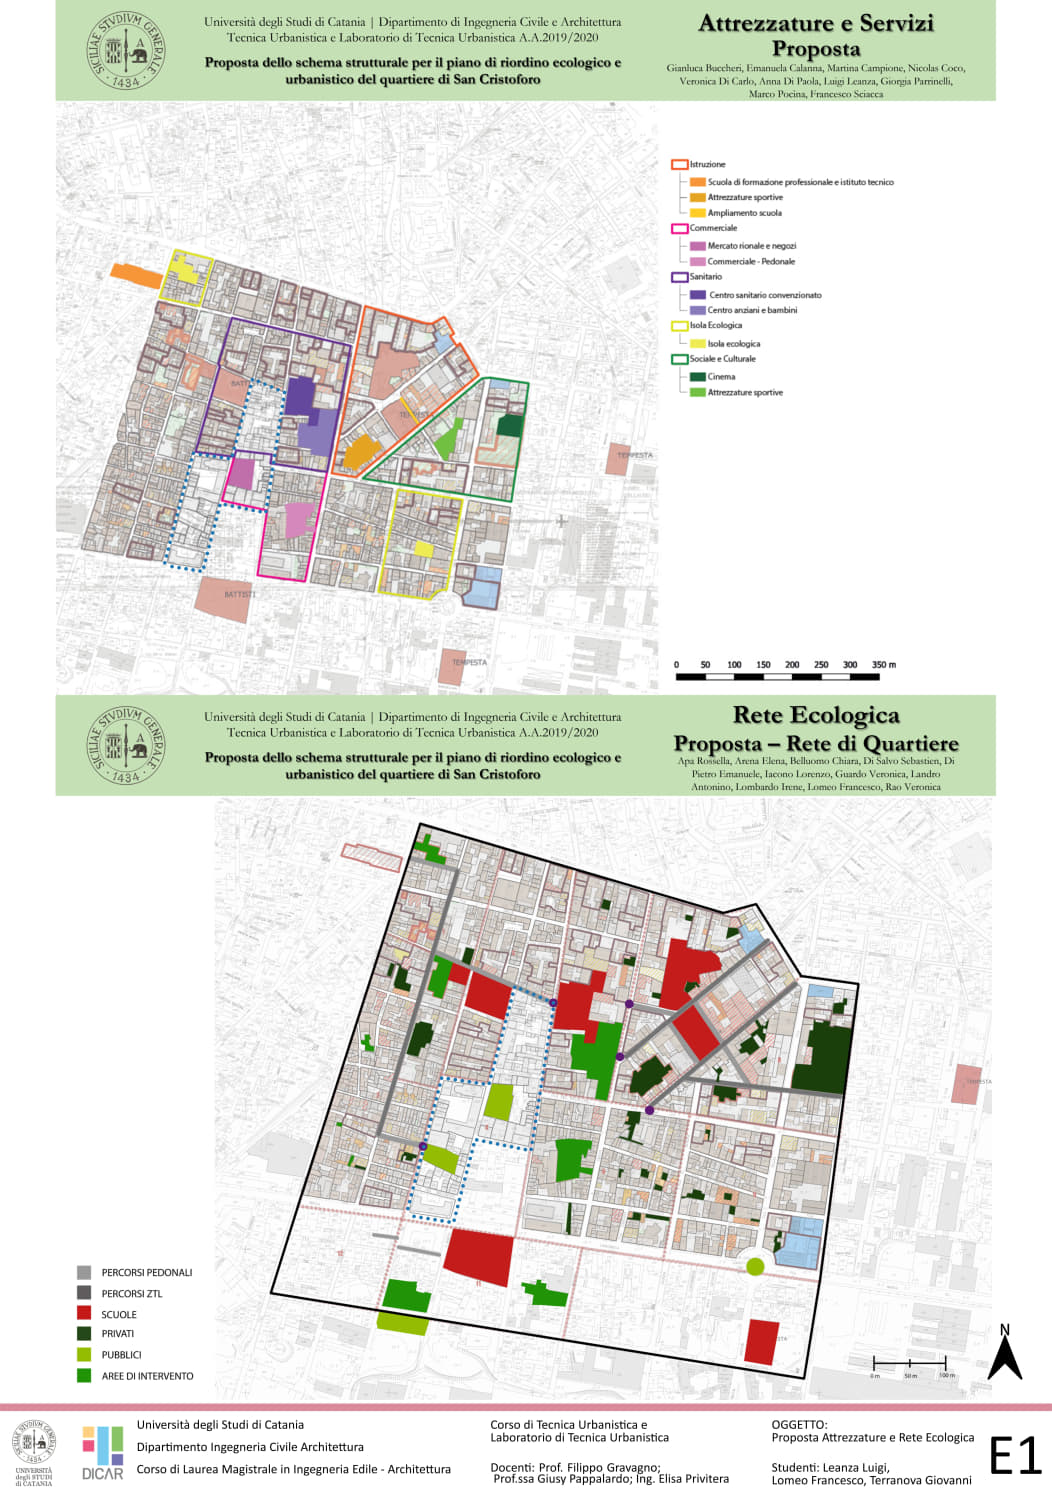 SICILIAE STVDIVM GENERALE
· 1434 ·
Università degli Studi di Catania | Dipartimento di Ingegneria Civile e Architettura
Tecnica Urbanistica e Laboratorio di Tecnica Urbanistica A.A.2019/2020
Proposta dello schema strutturale per il piano di riordino ecologico e
urbanistico del quartiere di San Cristoforo
Attrezzature e Servizi
Proposta
Gianluca Buccheri, Emanuela Calanna, Martina Campione, Nicolas Coco,
Veronica Di Carlo, Anna Di Paola, Luigi Leanza, Giorgia Parrinelli,
Marco Pocina, Francesco Sciacca
Istruzione
Scuola di formazione professionale e istituto tecnico
Attrezzature sportive
Ampliamento scuola
Commerciale
Mercato rionale e negozi
Commerciale - Pedonale
Sanitario
Centro sanitario convenzionato
Centro anziani e bambini
Isola Ecologica
Isola ecologica
Sociale e Culturale
Cinema
Attrezzature sportive
BATT
TEMPESTA
TEMPESTA
BATTISTI
TEMPESTA
0 50 100 150 200 250 300 350 m
SICILIAE STVDIVM GENERALE
· 1434 ·
Università degli Studi di Catania | Dipartimento di Ingegneria Civile e Architettura
Tecnica Urbanistica e Laboratorio di Tecnica Urbanistica A.A.2019/2020
Proposta dello schema strutturale per il piano di riordino ecologico e
urbanistico del quartiere di San Cristoforo
Rete Ecologica
Proposta – Rete di Quartiere
Apa Rossella, Arena Elena, Belluomo Chiara, Di Salvo Sebastien, Di
Pietro Emanuele, Iacono Lorenzo, Guardo Veronica, Landro
Antonino, Lombardo Irene, Lomeo Francesco, Rao Veronica
TEMPESTA
PERCORSI PEDONALI
PERCORSI ZTL
SCUOLE
PRIVATI
PUBBLICI
AREE DI INTERVENTO
N
0 m 50 m 100 m
UNIVERSITÀ
degli STUDI
di CATANIA
DICAR
Università degli Studi di Catania
Dipartimento Ingegneria Civile Architettura
Corso di Laurea Magistrale in Ingegneria Edile - Architettura
Corso di Tecnica Urbanistica e
Laboratorio di Tecnica Urbanistica
Docenti: Prof. Filippo Gravagno;
Prof.ssa Giusy Pappalardo; Ing. Elisa Privitera
OGGETTO:
Proposta Attrezzature e Rete Ecologica
Studenti: Leanza Luigi,
Lomeo Francesco, Terranova Giovanni
E1